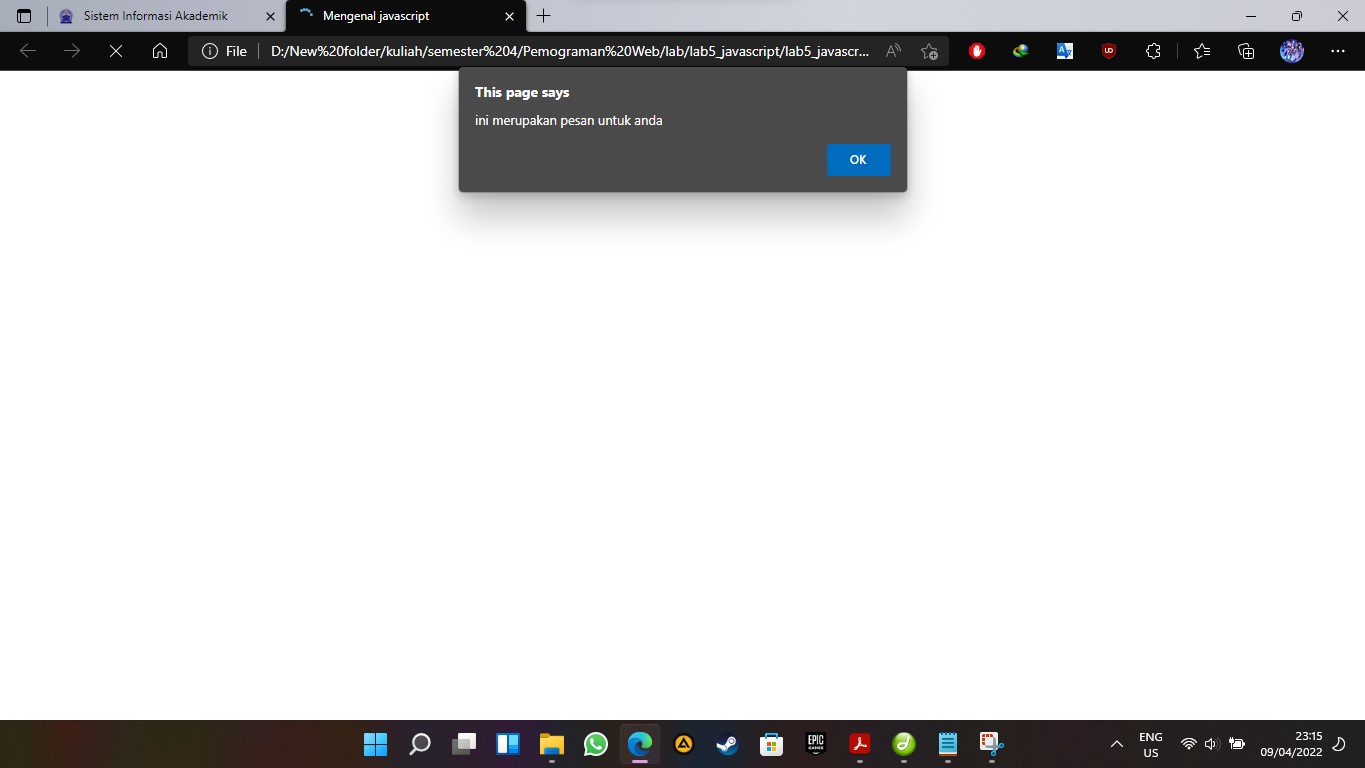 Sistem Informasi Akademik
Mengenal javascript
File
D:/New%20folder/kuliah/semester%204/Pemograman%20Web/lab/lab5_javascript/lab5_javascr...
This page says
ini merupakan pesan untuk anda
OK
EPIC
GAMES
ENG
US
23:15
09/04/2022